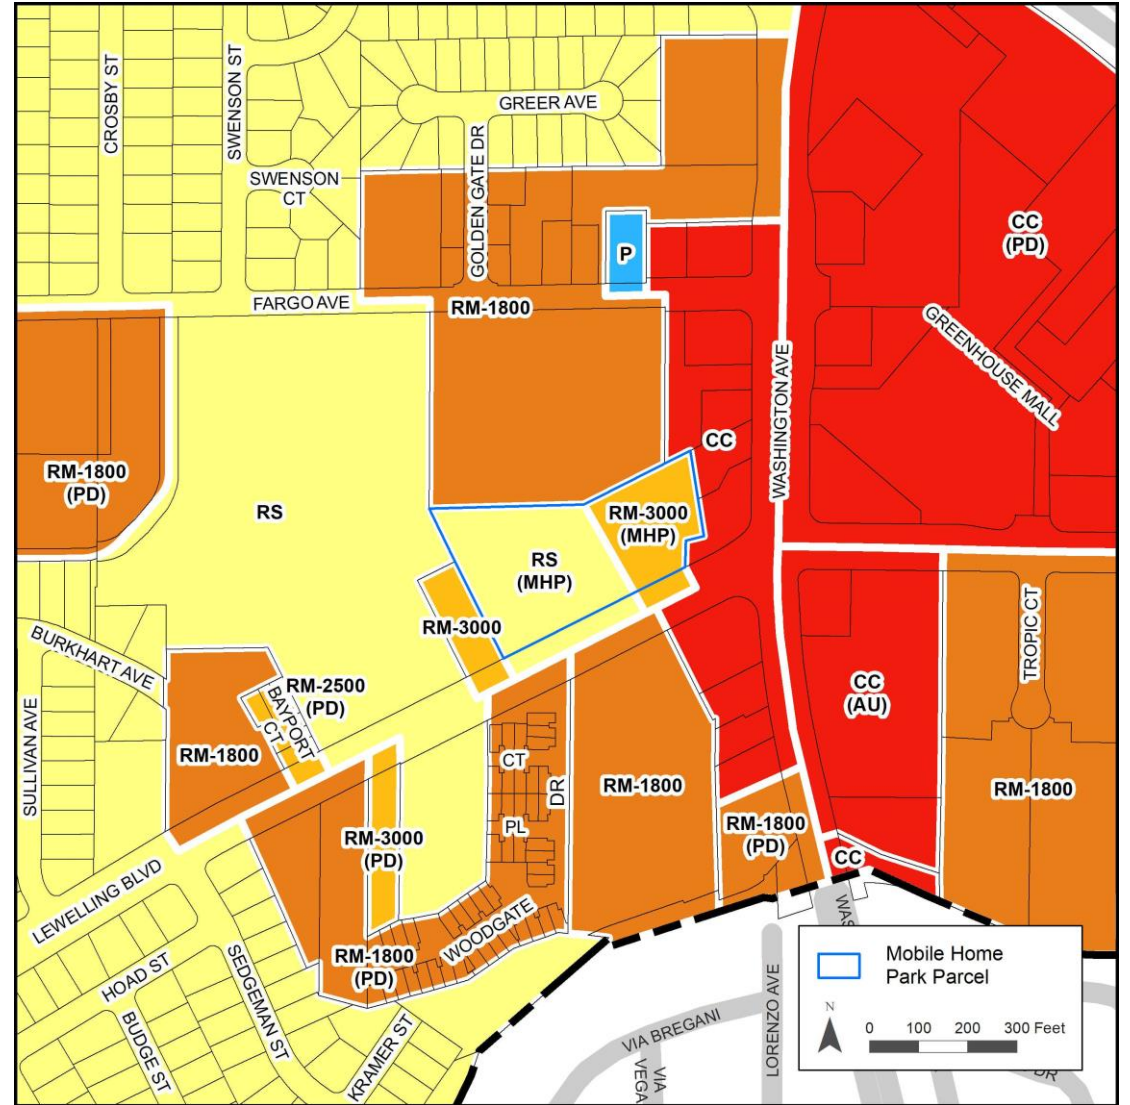 CROSBY ST
SWENSON ST
GREER AVE
GOLDEN GATE DR
SWENSON
CT
CC
(PD)
P
FARGO AVE
RM-1800
GREENHOUSE MALL
WASHINGTON AVE
CC
RM-1800
(PD)
RS
RM-3000
(MHP)
RS
(MHP)
RM-3000
TROPIC CT
BURKHART AVE
RM-2500
(PD)
BAYPORT
CT
CC
(AU)
SULLIVAN AVE
RM-1800
CT
DR
RM-1800
RM-1800
PL
RM-1800
(PD)
RM-3000
(PD)
CC
LEWELLING BLVD
WOODGATE
WAS
RM-1800
(PD)
HOAD ST
SEDGEMAN ST
BUDGE ST
KRAMER ST
LORENZO AVE
VIA BREGANI
VIA
VEGA
Mobile Home
Park Parcel
N
0 100 200 300 Feet
DR